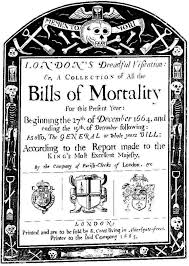 MEMENTO MORI
LONDON'S Dreadful Visitation:
Or, A COLLECTION of All the
Bills of Mortality
For this Present Year:
Beginning the 27th of December 1664. and
ending the 19th. of December following:
As also, The GENERAL or whole years BILL:
According to the Report made to the
KING'S Most Excellent Majesty,
By the Company of Parish-Clerks of London, &c.
LONDON:
Printed and are to be sold by E. Cotes living in Aldersgate-street.
Printer to the said Company 1665.